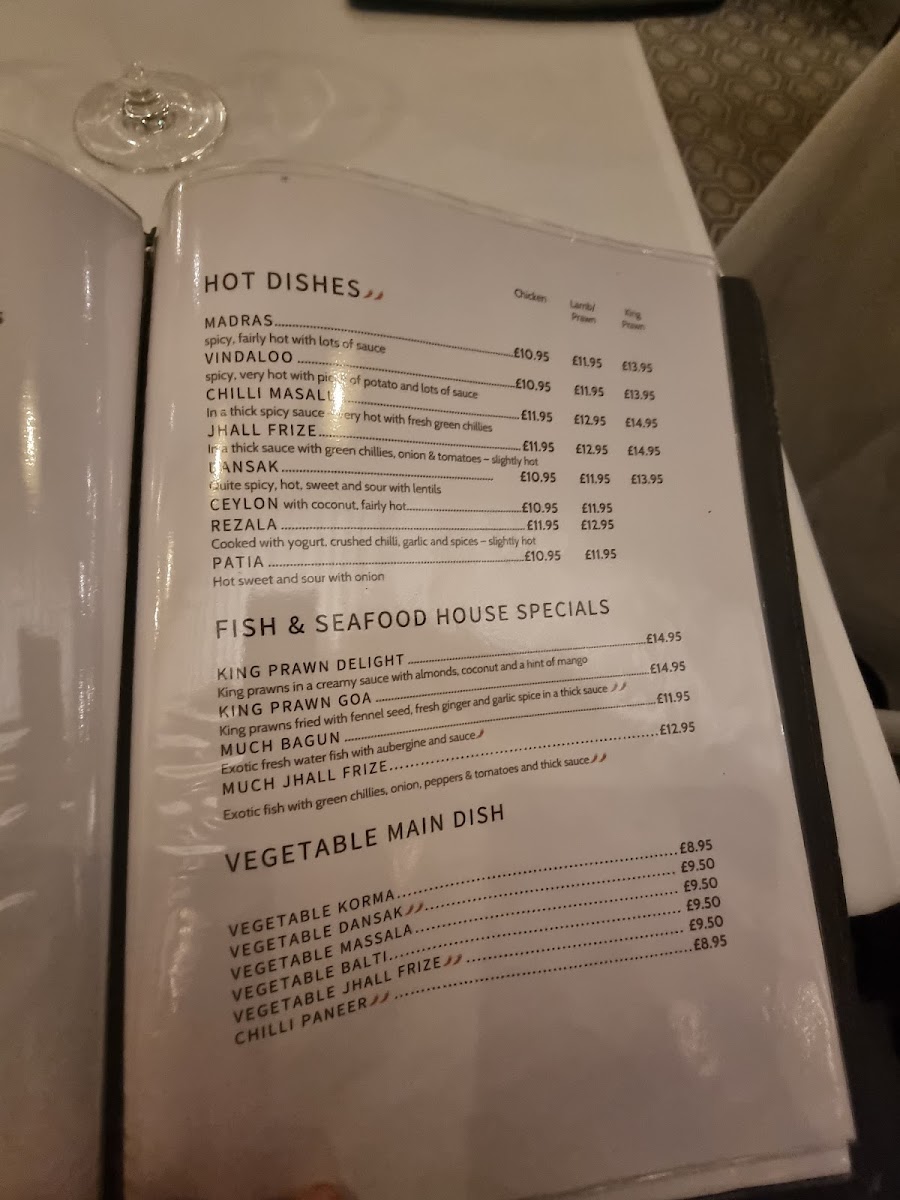 HOT DISHES
Chicken
Lamb/
Prawn
King
Prawn
MADRAS...........£10.95 £11.95 £13.95
spicy, fairly hot with lots of sauce
VINDALOO...........£10.95 £11.95 £13.95
spicy, very hot with of potato and lots of sauce
CHILLI MASALL...........£11.95 £12.95 £14.95
In a thick spicy sauce very hot with fresh green chillies
JHALL FRIZE...........£11.95 £12.95 £14.95
In a thick sauce with green chillies, onion & tomatoes – slightly hot
DANSAK...........£10.95 £11.95 £13.95
Quite spicy, hot, sweet and sour with lentils
CEYLON with coconut, fairly hot...........£10.95 £11.95
REZALA...........£11.95 £12.95
Cooked with yogurt, crushed chilli, garlic and spices – slightly hot
PATIA...........£10.95 £11.95
Hot sweet and sour with onion
FISH & SEAFOOD HOUSE SPECIALS
KING PRAWN DELIGHT...........£14.95
King prawns in a creamy sauce with almonds, coconut and a hint of mango
KING PRAWN GOA...........£14.95
King prawns fried with fennel seed, fresh ginger and garlic spice in a thick sauce
MUCH BAGUN...........£11.95
Exotic fresh water fish with aubergine and sauce
MUCH JHALL FRIZE...........£12.95
Exotic fish with green chillies, onion, peppers & tomatoes and thick sauce
VEGETABLE MAIN DISH
VEGETABLE KORMA...........£8.95
VEGETABLE DANSAK...........£9.50
VEGETABLE MASSALA...........£9.50
VEGETABLE BALTI...........£9.50
VEGETABLE JHALL FRIZE...........£9.50
CHILLI PANEER...........£8.95